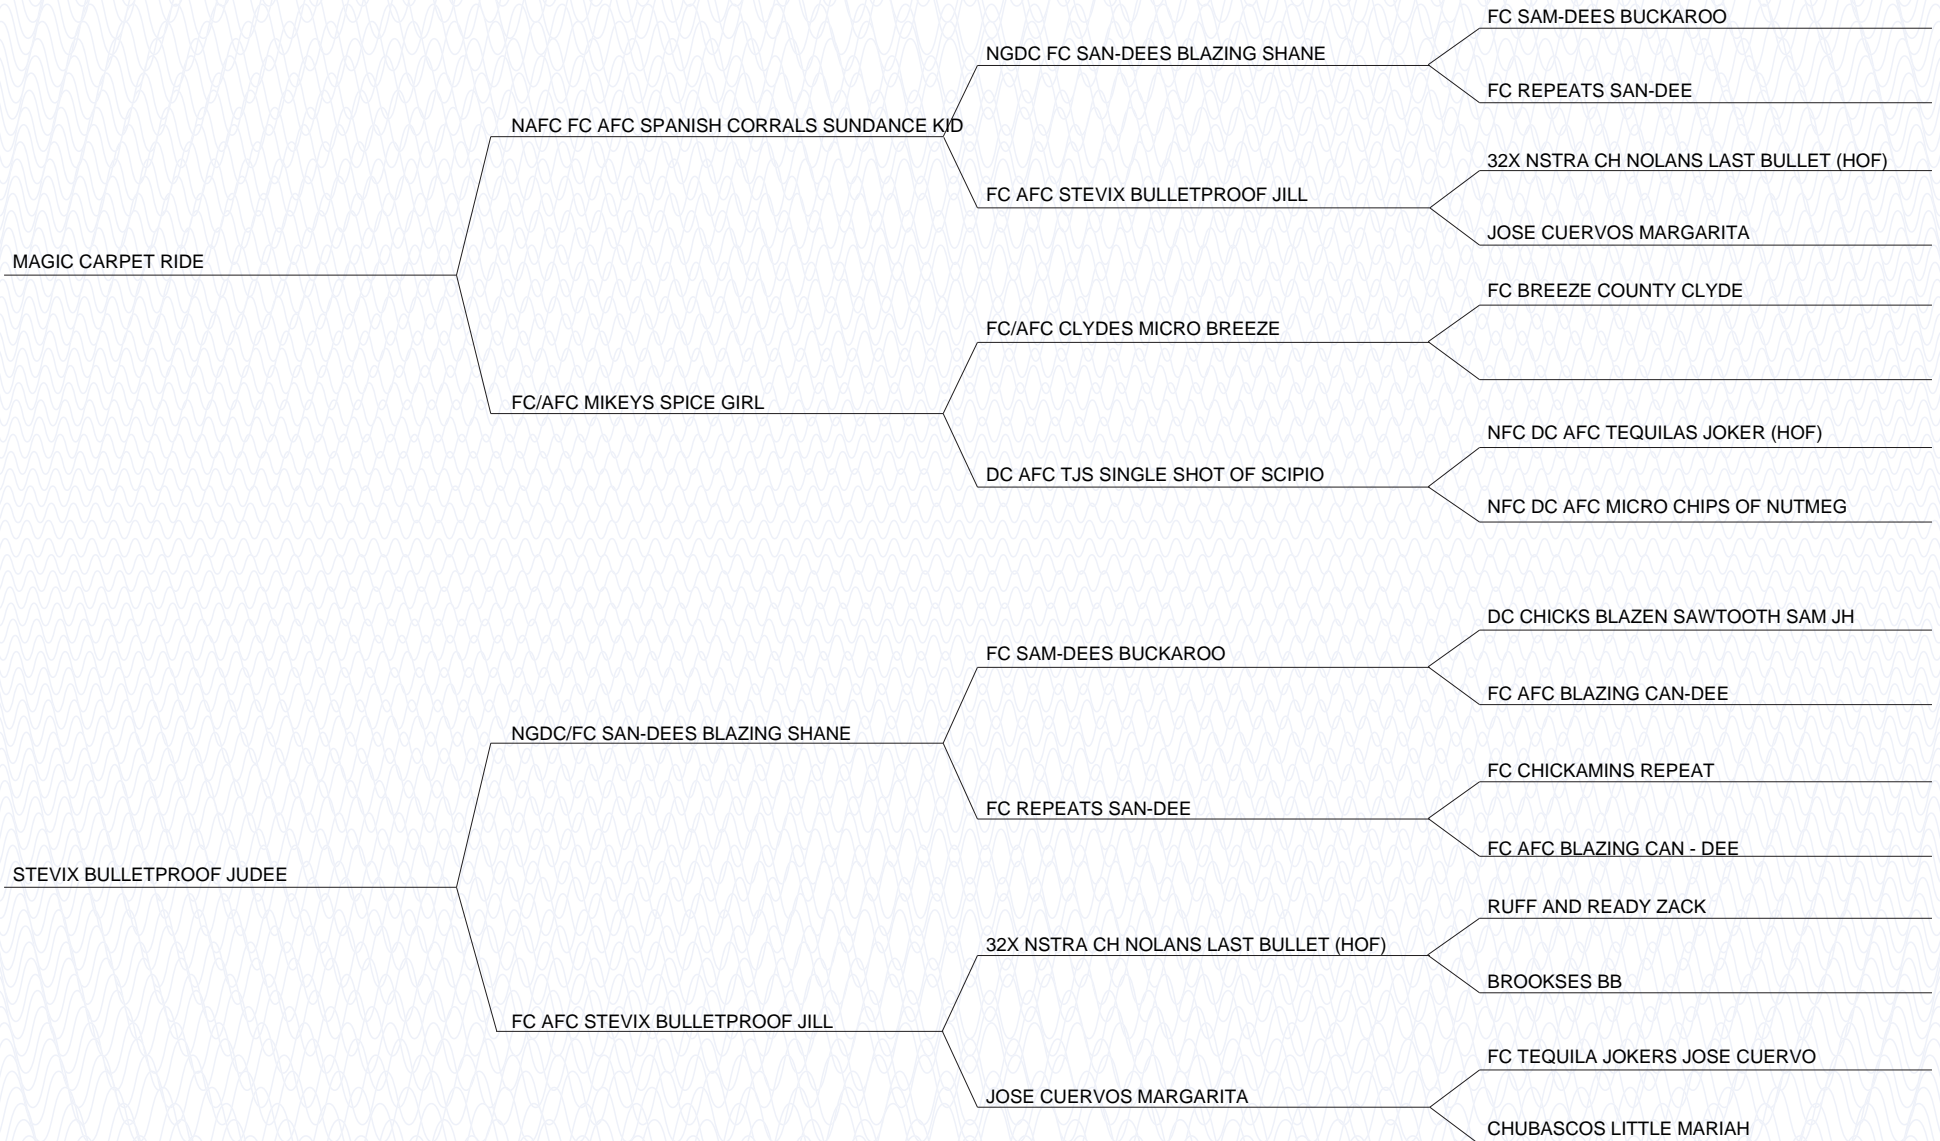 FC SAM-DEES BUCKAROO
NGDC FC SAN-DEES BLAZING SHANE
FC REPEATS SAN-DEE
NAFC FC AFC SPANISH CORRALS SUNDANCE KID
32X NSTRA CH NOLANS LAST BULLET (HOF)
FC AFC STEVIX BULLETPROOF JILL
JOSE CUERVOS MARGARITA
MAGIC CARPET RIDE
FC BREEZE COUNTY CLYDE
FC/AFC CLYDES MICRO BREEZE
FC/AFC MIKEYS SPICE GIRL
NFC DC AFC TEQUILAS JOKER (HOF)
DC AFC TJS SINGLE SHOT OF SCIPIO
NFC DC AFC MICRO CHIPS OF NUTMEG
DC CHICKS BLAZEN SAWTOOTH SAM JH
FC SAM-DEES BUCKAROO
FC AFC BLAZING CAN-DEE
NGDC/FC SAN-DEES BLAZING SHANE
FC CHICKAMINS REPEAT
FC REPEATS SAN-DEE
FC AFC BLAZING CAN - DEE
STEVIX BULLETPROOF JUDEE
RUFF AND READY ZACK
32X NSTRA CH NOLANS LAST BULLET (HOF)
BROOKSES BB
FC AFC STEVIX BULLETPROOF JILL
FC TEQUILA JOKERS JOSE CUERVO
JOSE CUERVOS MARGARITA
CHUBASCOS LITTLE MARIAH